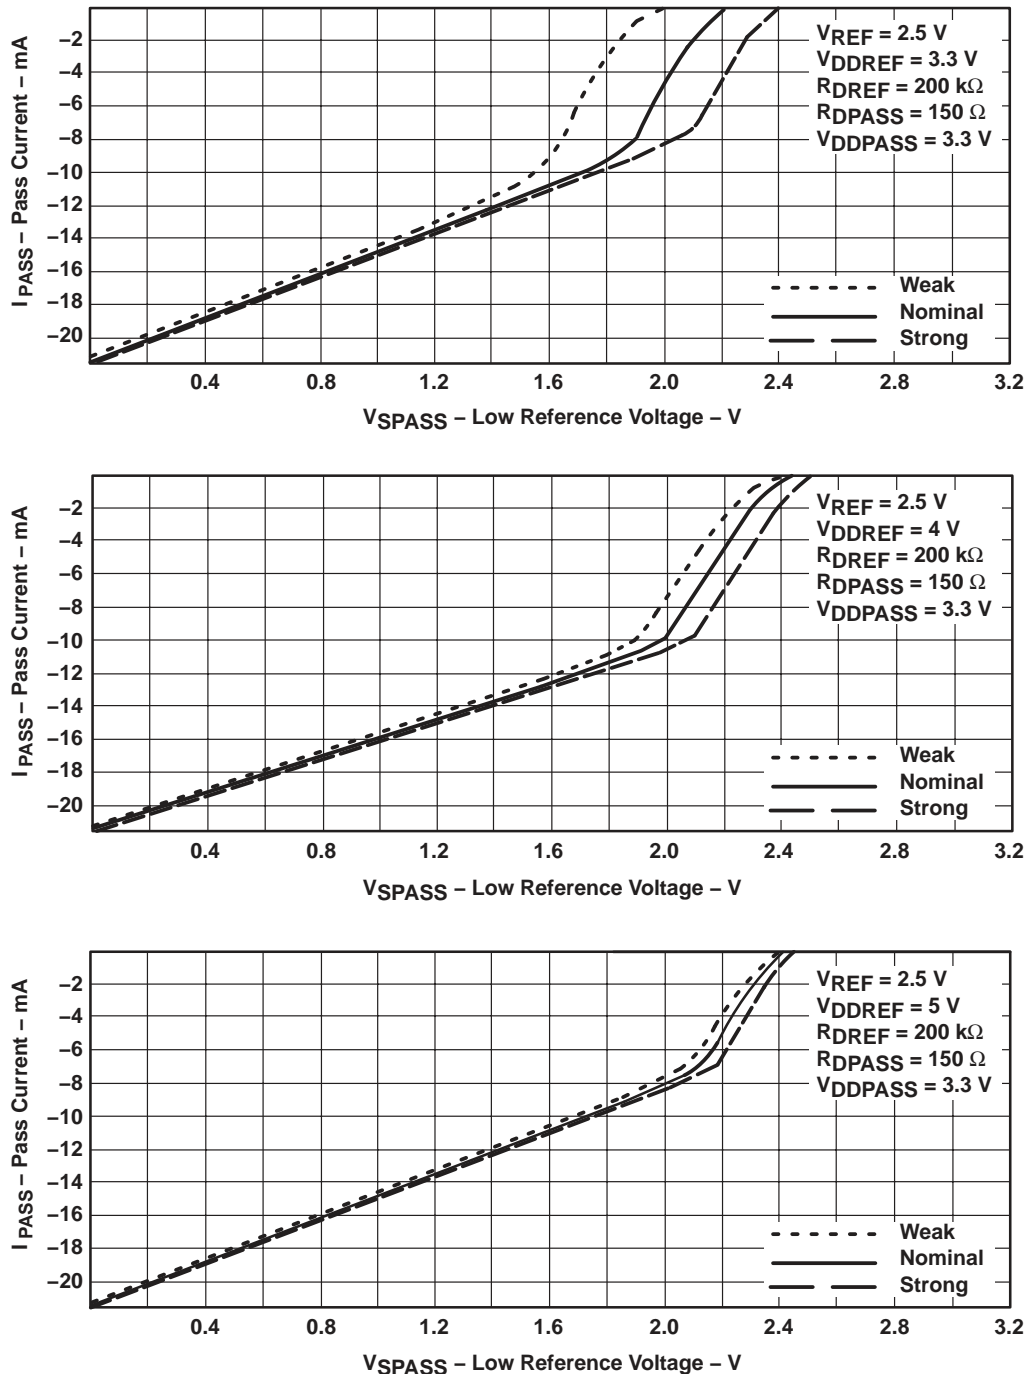 I PASS – Pass Current – mA
–2
–4
–6
–8
–10
–12
–14
–16
–18
–20
VREF = 2.5 V
VDDREF = 3.3 V
RDREF = 200 kΩ
RDPASS = 150 Ω
VDDPASS = 3.3 V
Weak
Nominal
Strong
0.4 0.8 1.2 1.6 2.0 2.4 2.8 3.2
VSPASS – Low Reference Voltage – V
I PASS – Pass Current – mA
–2
–4
–6
–8
–10
–12
–14
–16
–18
–20
VREF = 2.5 V
VDDREF = 4 V
RDREF = 200 kΩ
RDPASS = 150 Ω
VDDPASS = 3.3 V
Weak
Nominal
Strong
0.4 0.8 1.2 1.6 2.0 2.4 2.8 3.2
VSPASS – Low Reference Voltage – V
I PASS – Pass Current – mA
–2
–4
–6
–8
–10
–12
–14
–16
–18
–20
VREF = 2.5 V
VDDREF = 5 V
RDREF = 200 kΩ
RDPASS = 150 Ω
VDDPASS = 3.3 V
Weak
Nominal
Strong
0.4 0.8 1.2 1.6 2.0 2.4 2.8 3.2
VSPASS – Low Reference Voltage – V